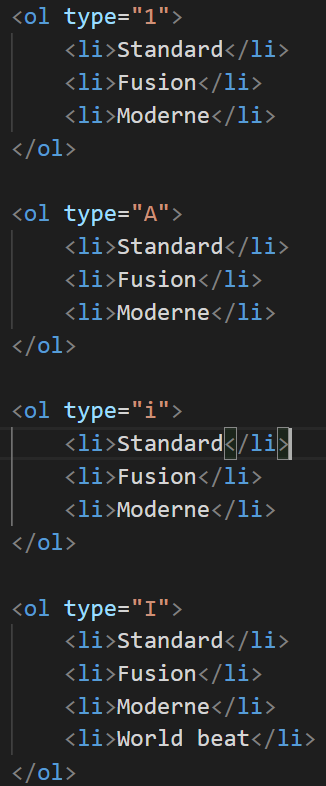 <ol type="1">
    <li>Standard</li>
    <li>Fusion</li>
    <li>Moderne</li>
</ol>

<ol type="A">
    <li>Standard</li>
    <li>Fusion</li>
    <li>Moderne</li>
</ol>

<ol type="i">
    <li>Standard</li>
    <li>Fusion</li>
    <li>Moderne</li>
</ol>

<ol type="I">
    <li>Standard</li>
    <li>Fusion</li>
    <li>Moderne</li>
    <li>World beat</li>
</ol>